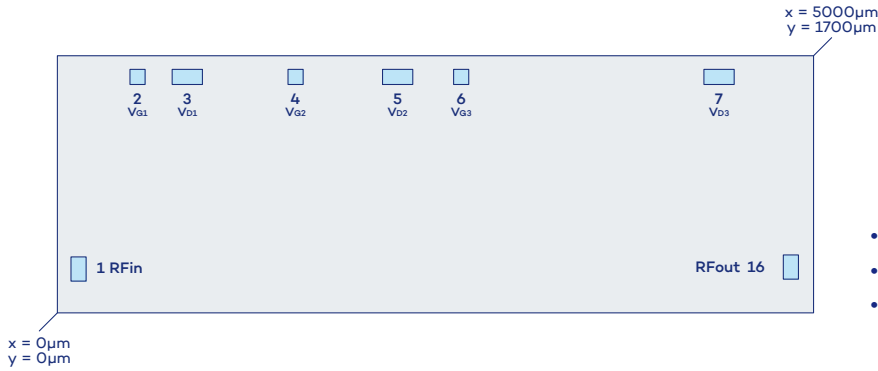 x = 5000µm
y = 1700µm
2 3 4 5 6 7
VG1 VD1 VG2 VD2 VG3 VD3
1 RFin RFout 16
x = 0µm
y = 0µm